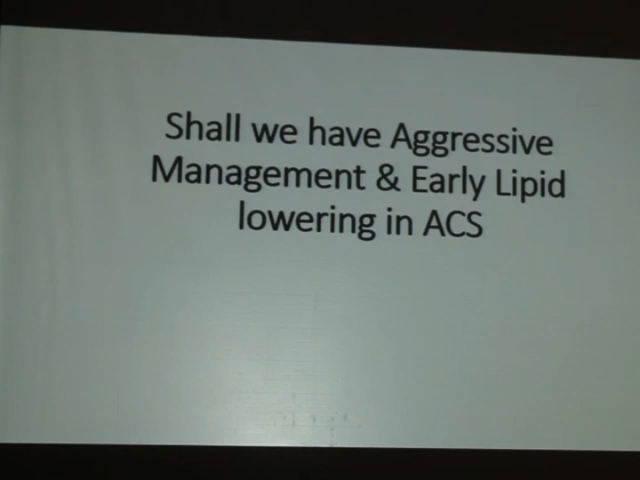 Shall we have Aggressive
Management & Early Lipid
lowering in ACS